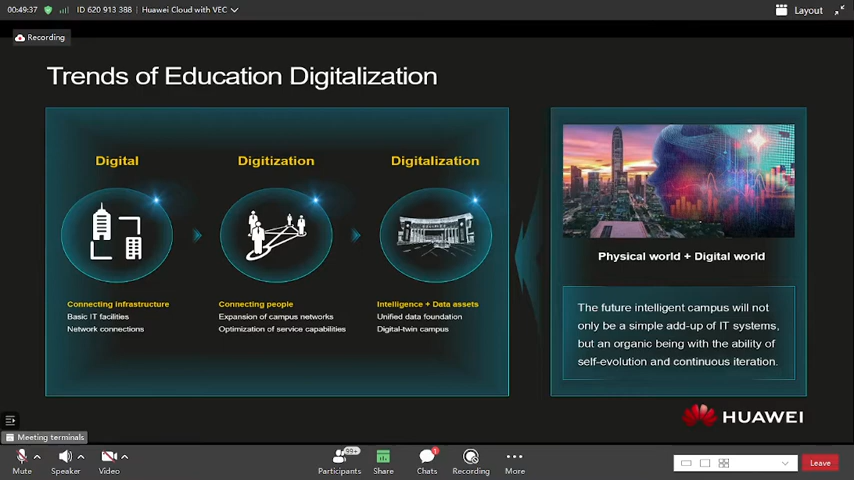 00:49:37
ID 620 913 388
Huawei Cloud with VEC
Layout
Recording
Trends of Education Digitalization
Digital
Digitization
Digitalization
Connecting infrastructure
Basic IT facilities
Network connections
Connecting people
Expansion of campus networks
Optimization of service capabilities
Intelligence + Data assets
Unified data foundation
Digital-twin campus
Physical world + Digital world
The future intelligent campus will not
only be a simple add-up of IT systems,
but an organic being with the ability of
self-evolution and continuous iteration.
HUAWEI
Meeting terminals
Mute
Speaker
Video
99+
Participants
Share
1
Chats
Recording
More
Leave